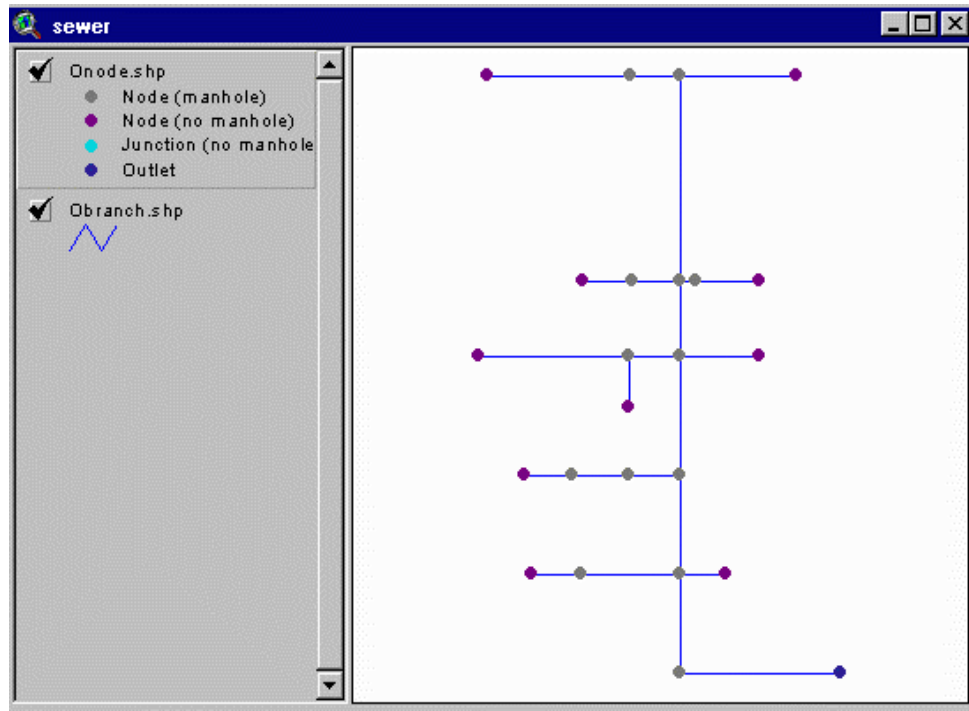 sewer
Onode.shp
Node (manhole)
Node (no manhole)
Junction (no manhole
Outlet
Obranch.shp